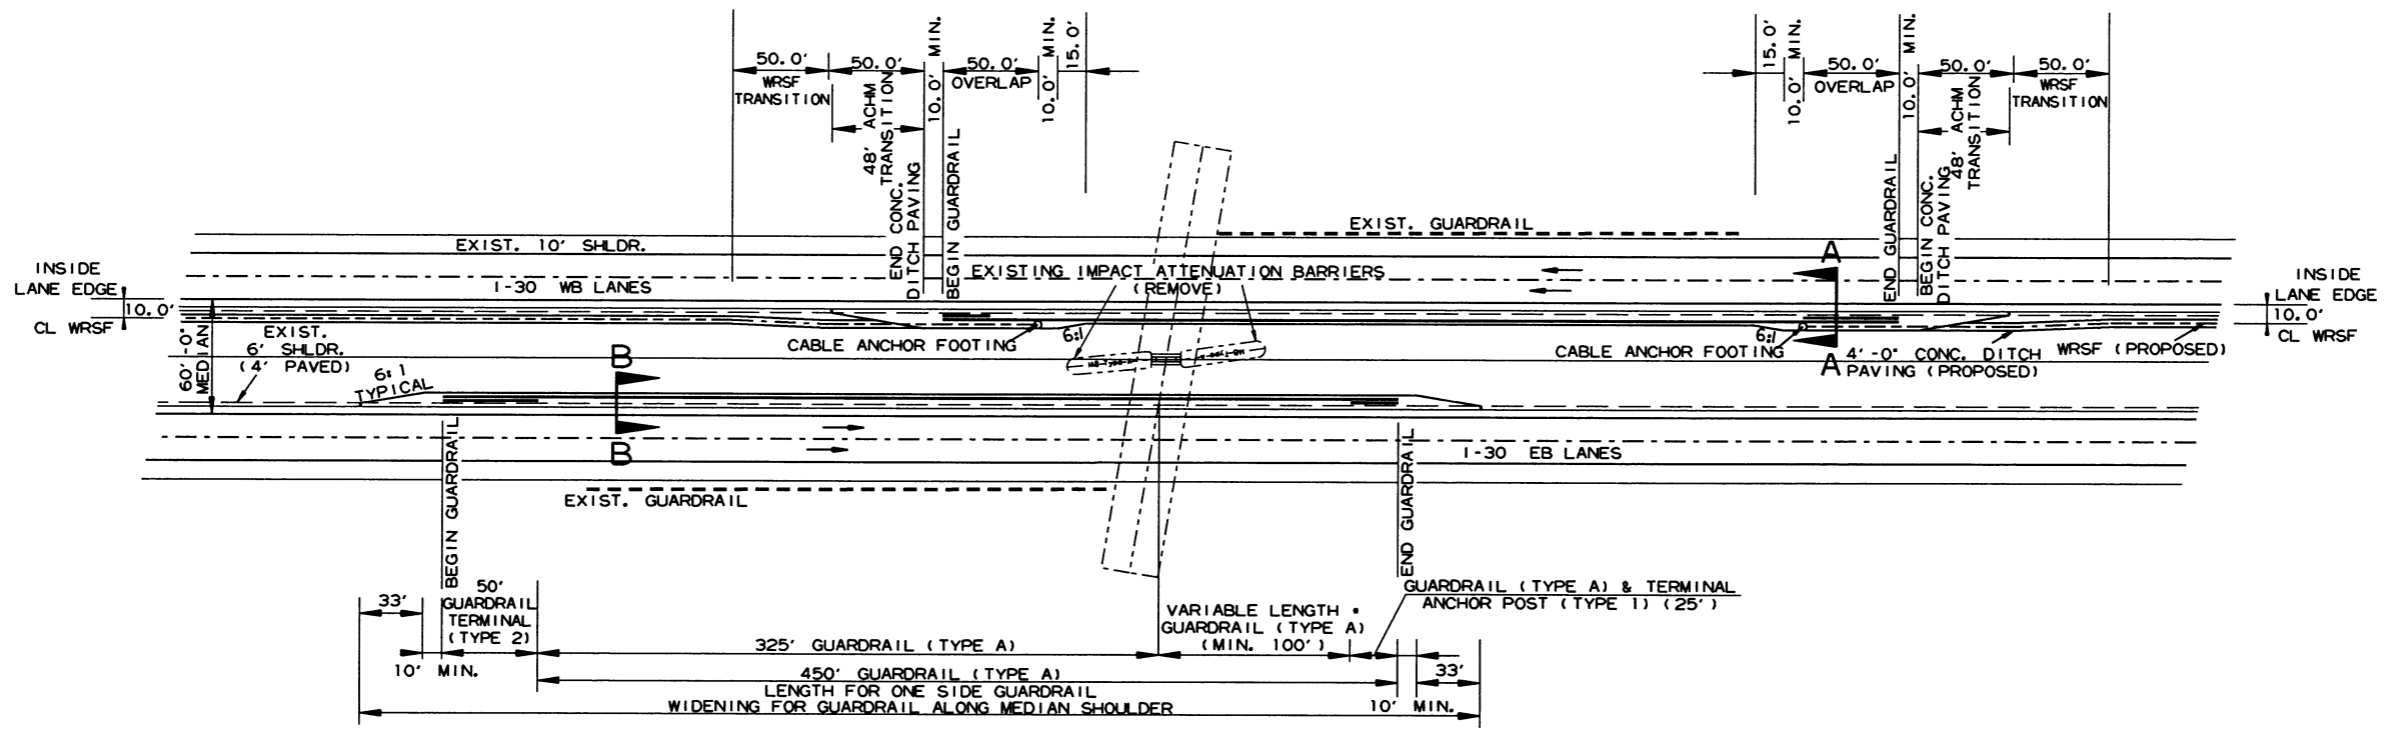 50.0'
WRSF
TRANSITION
50.0'
48' ACHM
TRANSITION
10.0' MIN.
50.0'
OVERLAP
10.0' MIN.
15.0'
15.0'
10.0' MIN.
50.0'
OVERLAP
10.0' MIN.
50.0'
48' ACHM
TRANSITION
50.0'
WRSF
TRANSITION
END CONC.
DITCH PAVING
BEGIN GUARDRAIL
END GUARDRAIL
BEGIN CONC.
DITCH PAVING
EXIST. GUARDRAIL
EXIST. 10' SHLDR.
EXISTING IMPACT ATTENUATION BARRIERS
(REMOVE)
A
I-30 WB LANES
INSIDE
LANE EDGE
10.0'
CL WRSF
INSIDE
LANE EDGE
10.0'
CL WRSF
60'-0"
MEDIAN
EXIST.
6' SHLDR.
(4' PAVED)
6:1
TYPICAL
B
CABLE ANCHOR FOOTING
6:1
CABLE ANCHOR FOOTING
6:1
A
4'-0" CONC. DITCH
PAVING (PROPOSED)
WRSF (PROPOSED)
B
I-30 EB LANES
EXIST. GUARDRAIL
BEGIN GUARDRAIL
END GUARDRAIL
GUARDRAIL (TYPE A) & TERMINAL
ANCHOR POST (TYPE 1) (25')
33'
10' MIN.
50'
GUARDRAIL
TERMINAL
(TYPE 2)
325' GUARDRAIL (TYPE A)
VARIABLE LENGTH *
GUARDRAIL (TYPE A)
(MIN. 100')
450' GUARDRAIL (TYPE A)
LENGTH FOR ONE SIDE GUARDRAIL
WIDENING FOR GUARDRAIL ALONG MEDIAN SHOULDER
33'
10' MIN.